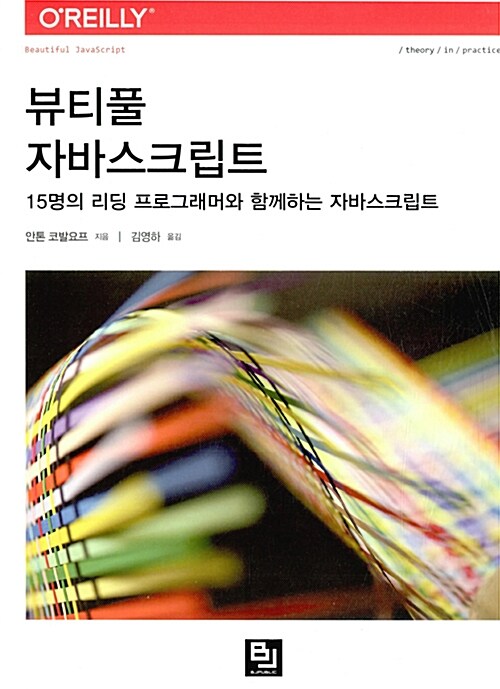 O'REILLY®
Beautiful JavaScript
/ theory / in / practice
뷰티풀
자바스크립트
15명의 리딩 프로그래머와 함께하는 자바스크립트
안톤 코발요프 지음 | 김영하 옮김
BJ
BJPUBLIC